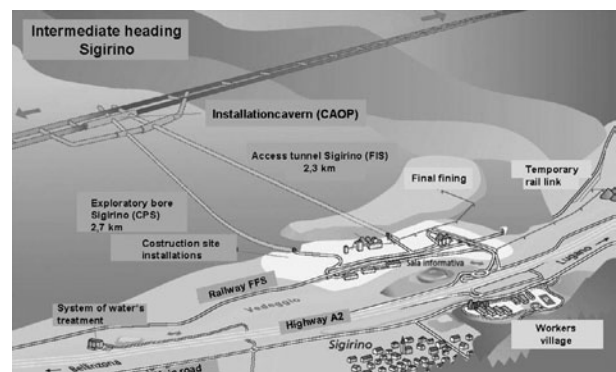 Intermediate heading
Sigirino
Installationcavern (CAOP)
Access tunnel Sigirino (FIS)
2,3 km
Temporary
rail link
Final fining
Exploratory bore
Sigirino (CPS)
2,7 km
Costruction site
installations
Sala informativa
Lugano
Railway FFS
System of water's
treatment
Vedeggio
Highway A2
Workers
village
Sigirino
Bellinzona
road